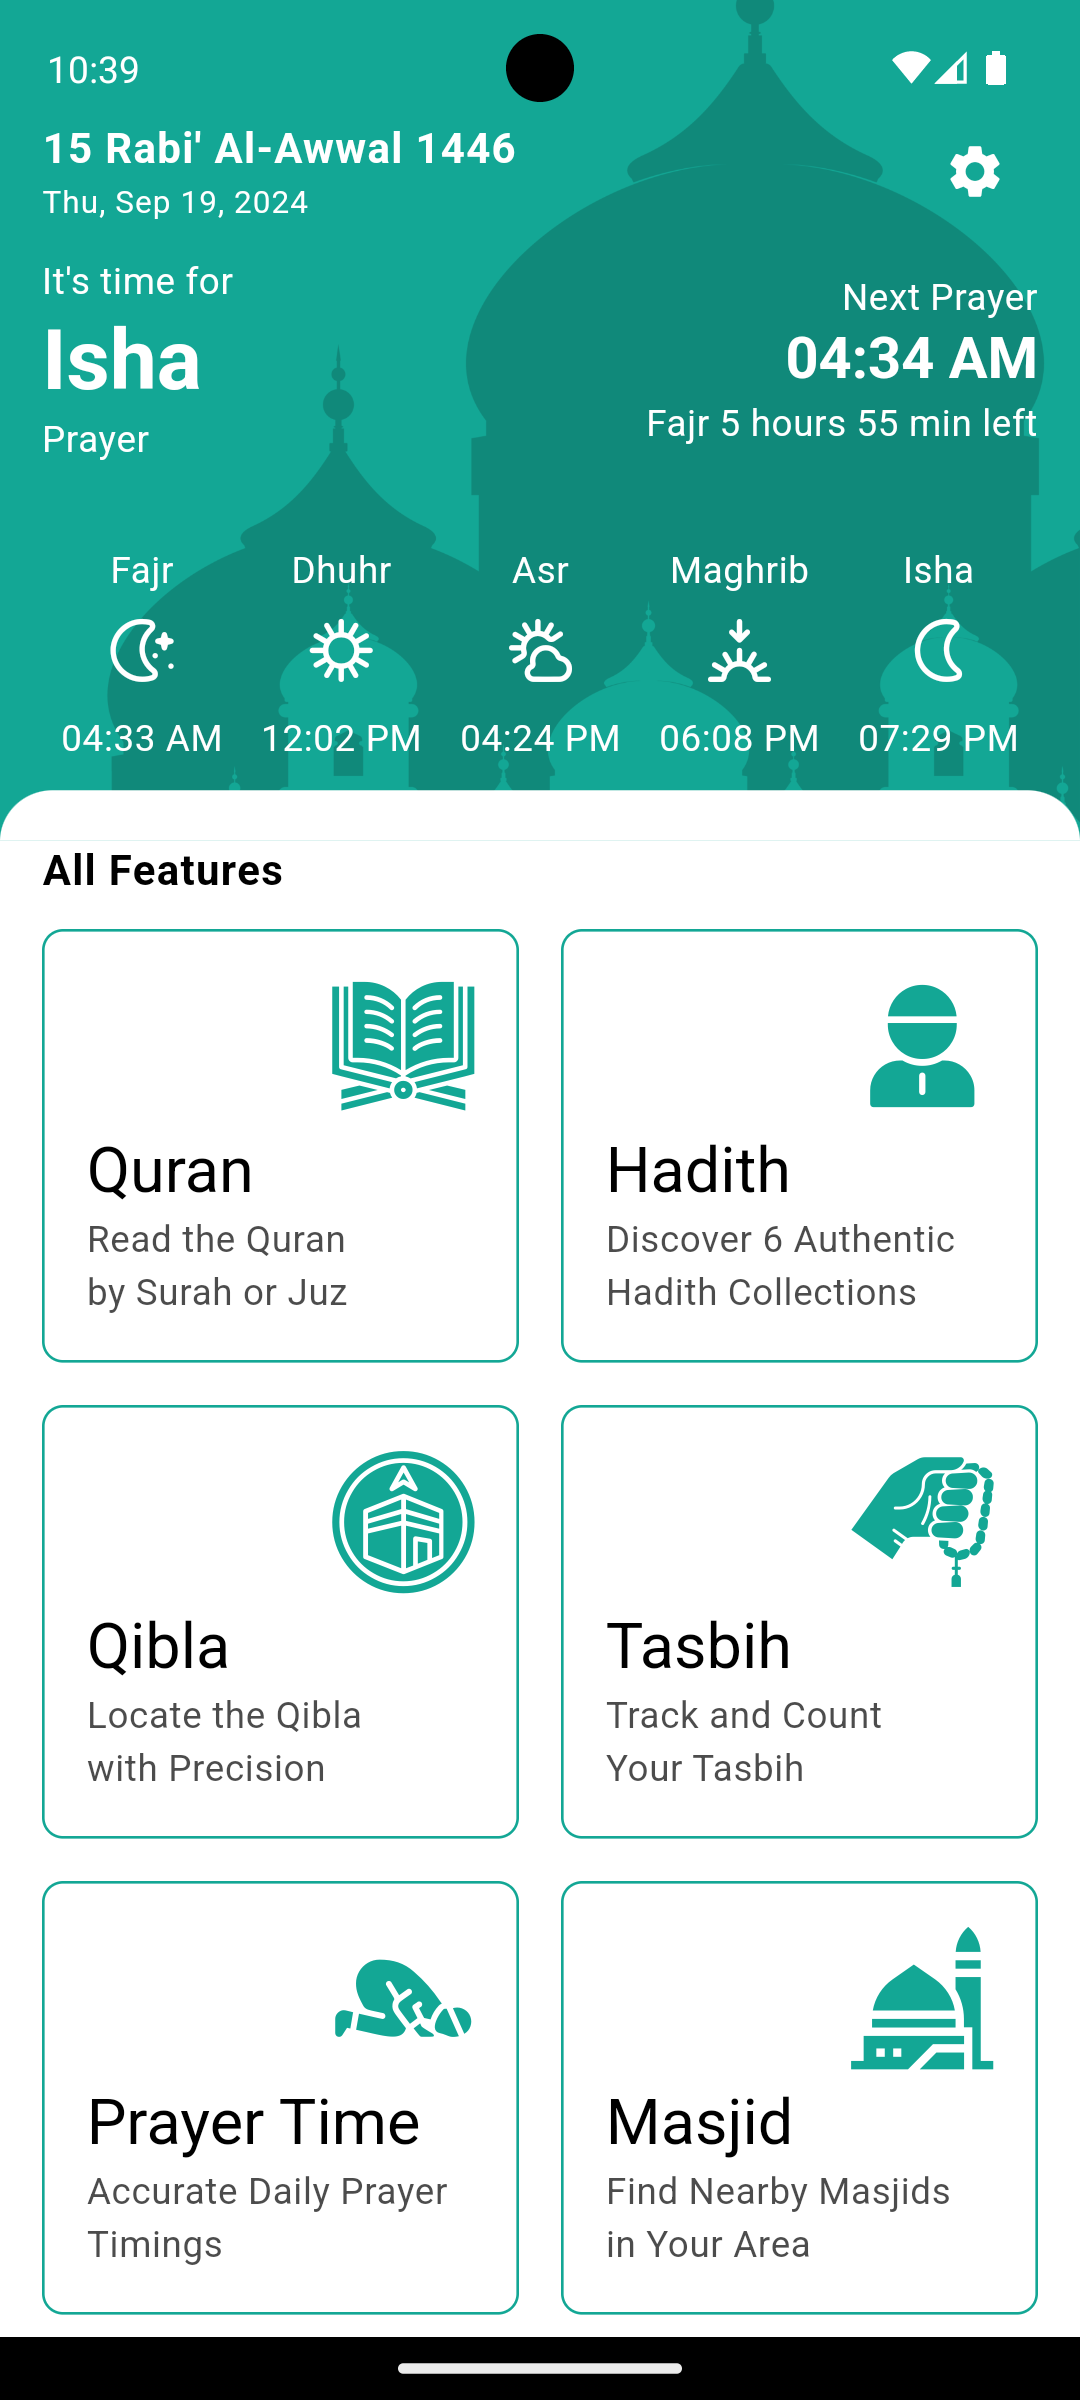 10:39
15 Rabi' Al-Awwal 1446
Thu, Sep 19, 2024
It's time for
Isha
Prayer
Next Prayer
04:34 AM
Fajr 5 hours 55 min left
Fajr
Dhuhr
Asr
Maghrib
Isha
04:33 AM
12:02 PM
04:24 PM
06:08 PM
07:29 PM
All Features
Quran
Read the Quran
by Surah or Juz
Hadith
Discover 6 Authentic
Hadith Collections
Qibla
Locate the Qibla
with Precision
Tasbih
Track and Count
Your Tasbih
Prayer Time
Accurate Daily Prayer
Timings
Masjid
Find Nearby Masjids
in Your Area